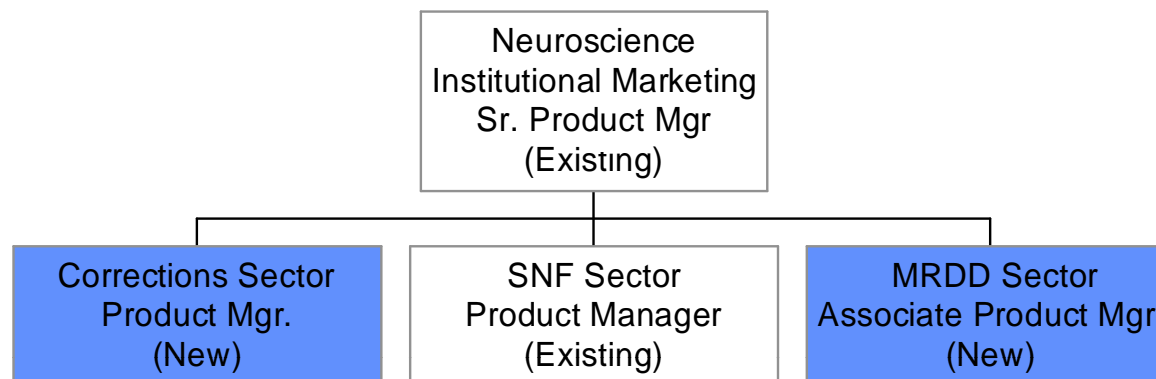 Neuroscience
Institutional Marketing
Sr. Product Mgr
(Existing)
Corrections Sector
Product Mgr.
(New)
SNF Sector
Product Manager
(Existing)
MRDD Sector
Associate Product Mgr
(New)